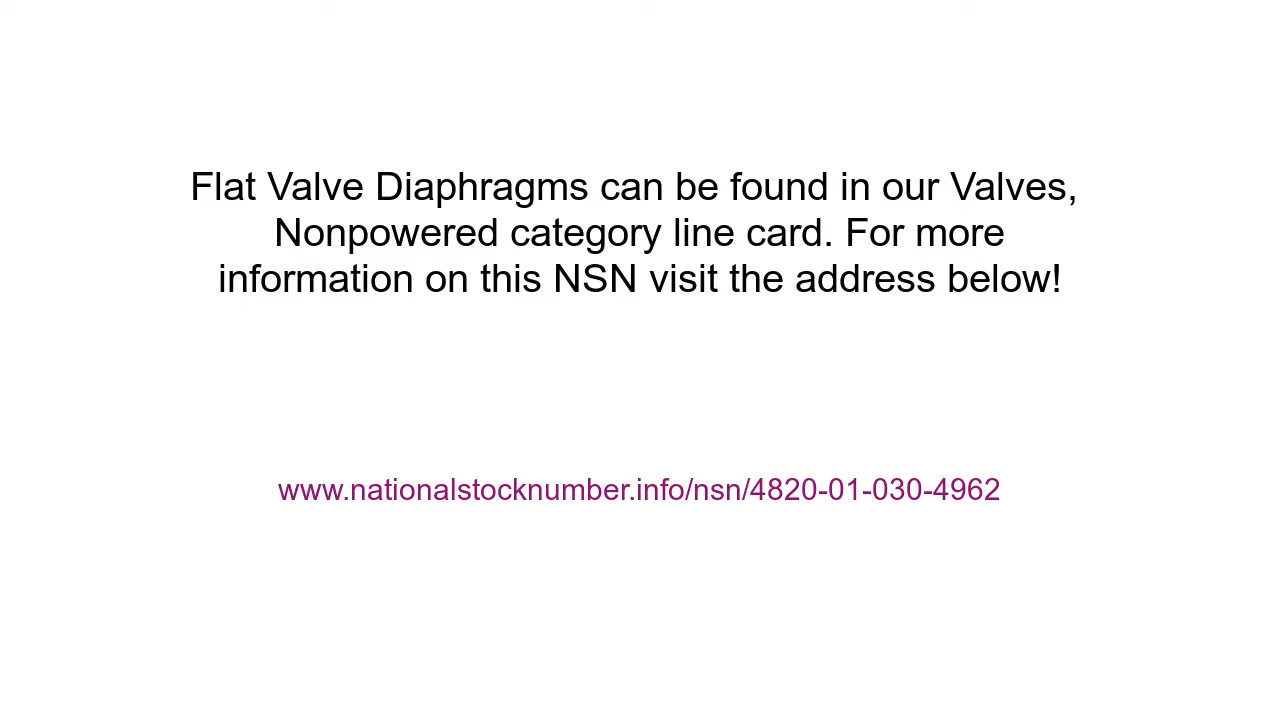 Flat Valve Diaphragms can be found in our Valves,
Nonpowered category line card. For more
information on this NSN visit the address below!
www.nationalstocknumber.info/nsn/4820-01-030-4962